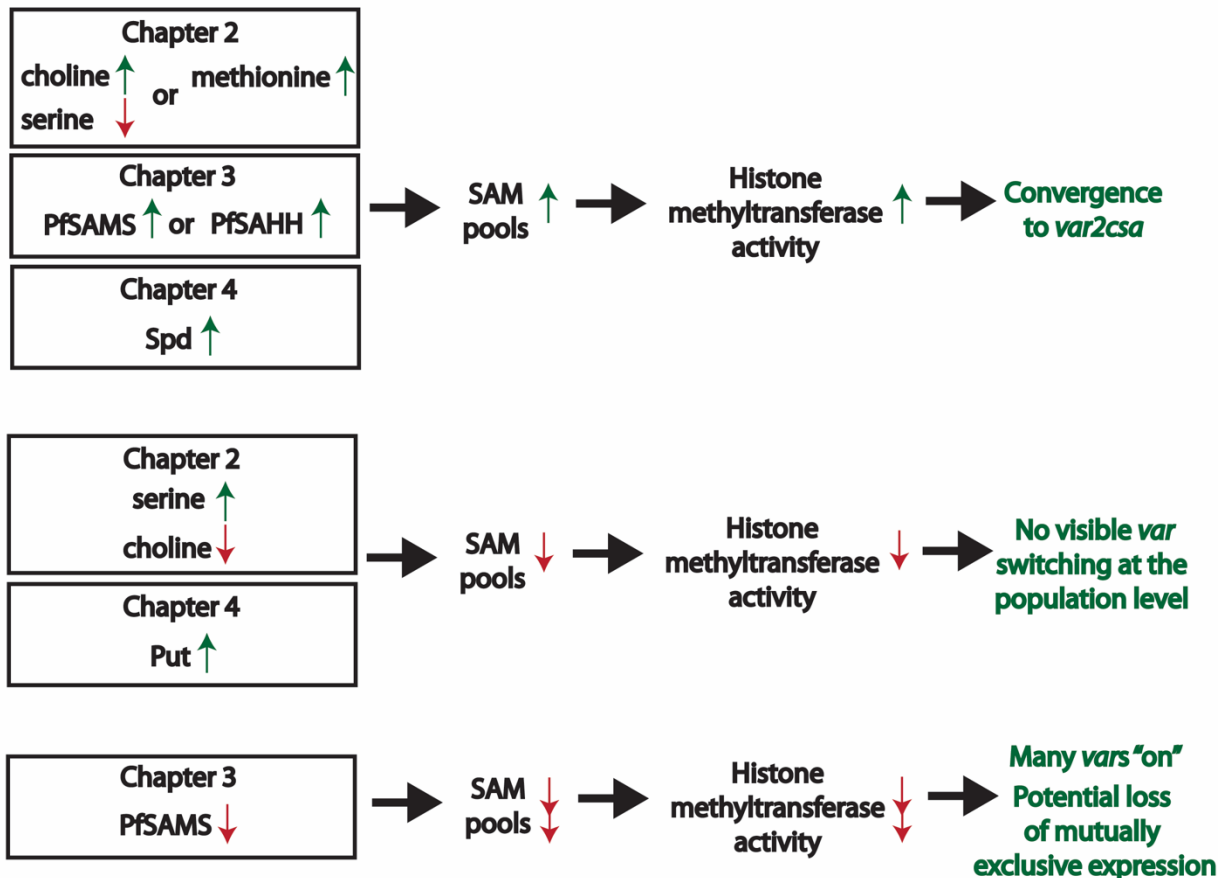 Chapter 2
choline
serine
or
methionine
Chapter 3
PfSAMS or PfSAHH
Chapter 4
Spd
SAM
pools
Histone
methyltransferase
activity
Convergence
to var2csa
Chapter 2
serine
choline
Chapter 4
Put
SAM
pools
Histone
methyltransferase
activity
No visible var
switching at the
population level
Chapter 3
PfSAMS
SAM
pools
Histone
methyltransferase
activity
Many vars "on"
Potential loss
of mutually
exclusive expression